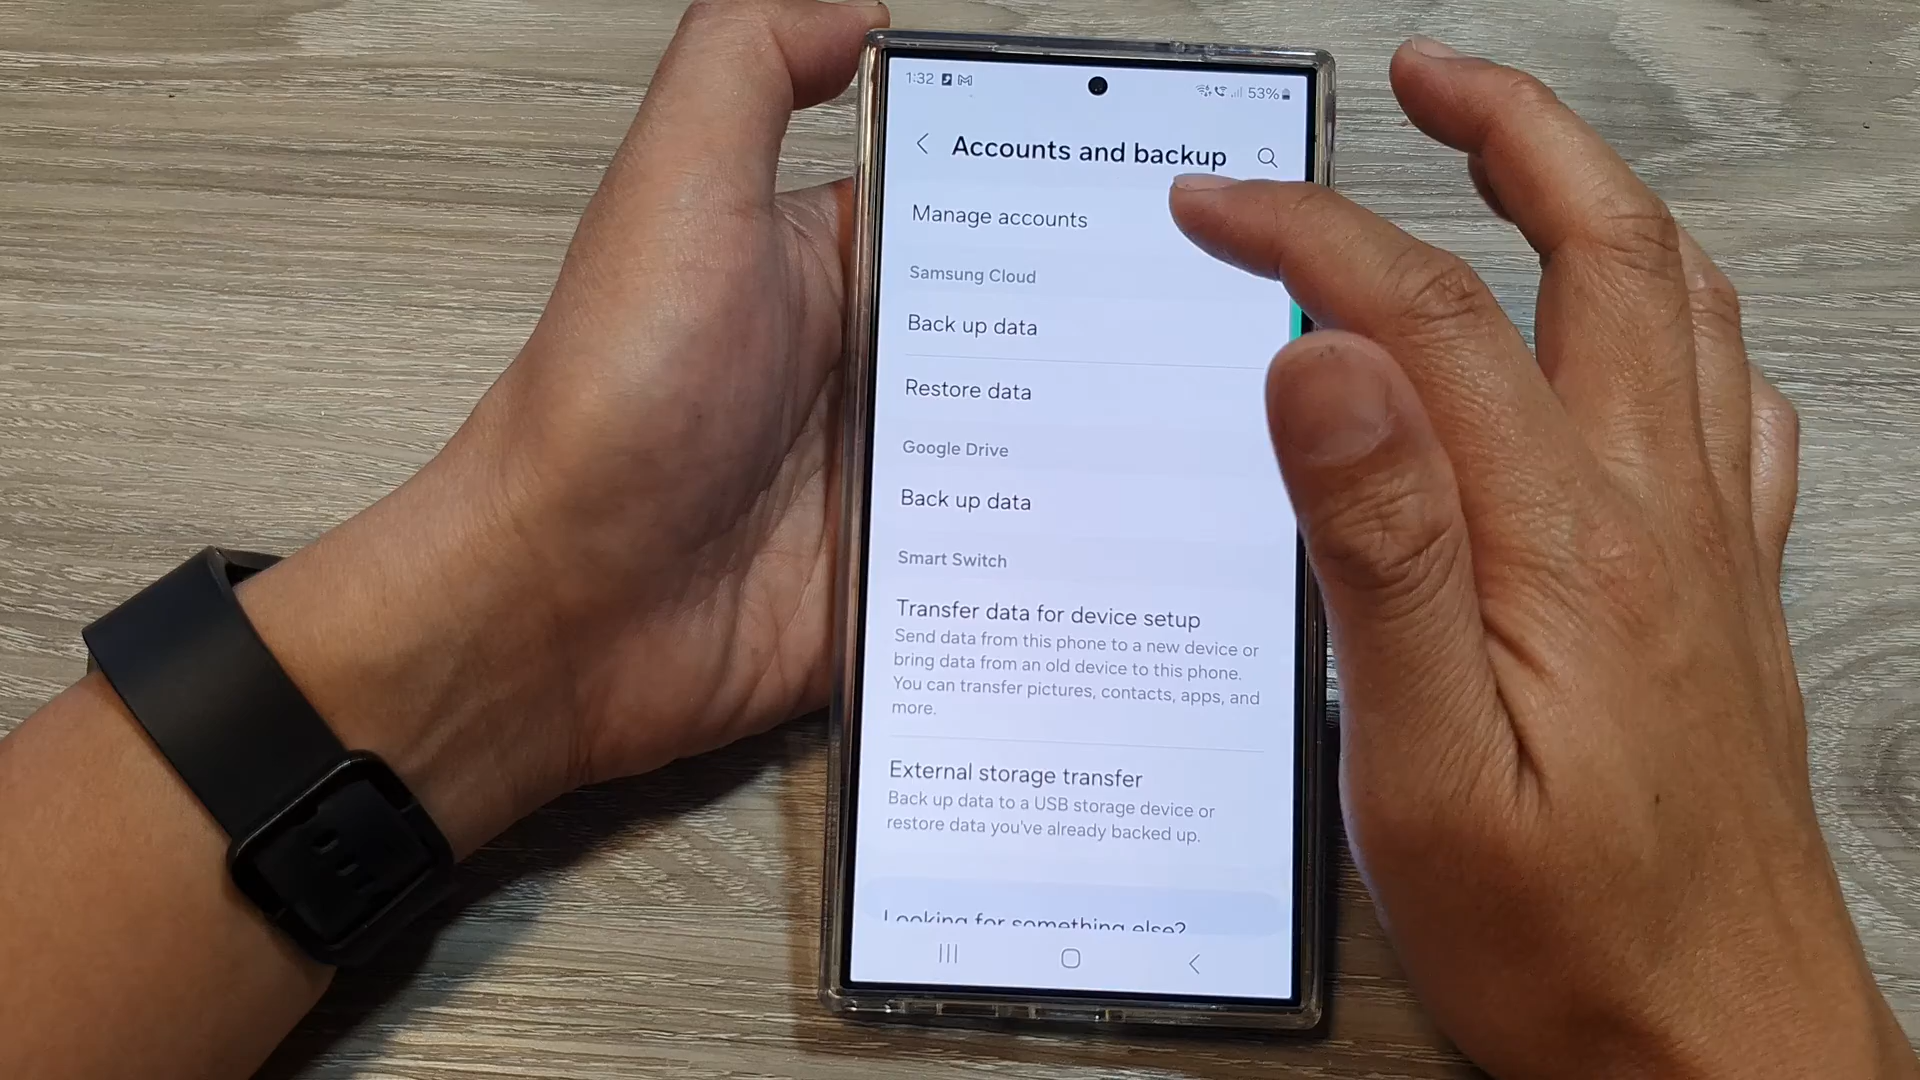 1:32
53%
Accounts and backup
Manage accounts
Samsung Cloud
Back up data
Restore data
Google Drive
Back up data
Smart Switch
Transfer data for device setup
Send data from this phone to a new device or
bring data from an old device to this phone.
You can transfer pictures, contacts, apps, and
more.
External storage transfer
Back up data to a USB storage device or
restore data you've already backed up.
Looking for something else?